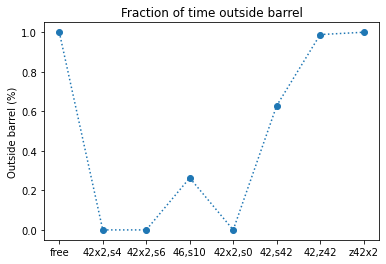 Fraction of time outside barrel
Outside barrel (%)
1.0
0.8
0.6
0.4
0.2
0.0
free 42x2,s4 42x2,s6 46,s10 42x2,s0 42,s42 42,z42 z42x2